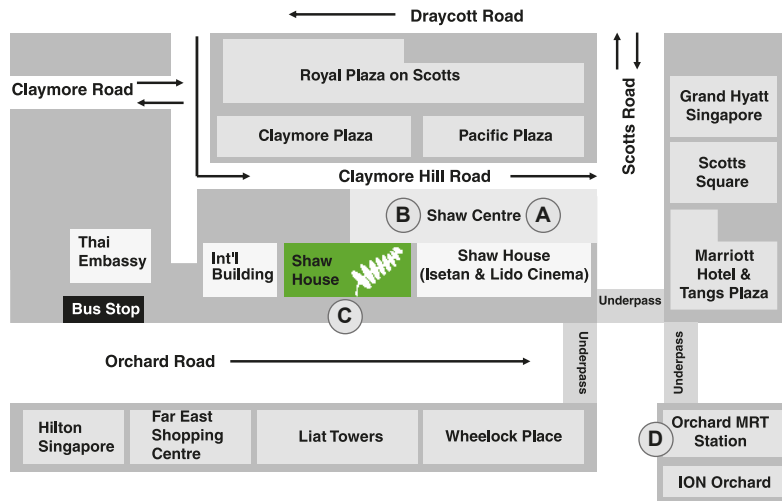 Draycott Road
Royal Plaza on Scotts
Claymore Road
Scotts Road
Grand Hyatt
Singapore
Claymore Plaza
Pacific Plaza
Claymore Hill Road
Scotts
Square
B
Shaw Centre
A
Thai
Embassy
Int'l
Building
Shaw
House
Shaw House
(Isetan & Lido Cinema)
Marriott
Hotel &
Tangs Plaza
Bus Stop
C
Underpass
Orchard Road
Underpass
Underpass
Hilton
Singapore
Far East
Shopping
Centre
Liat Towers
Wheelock Place
D
Orchard MRT
Station
ION Orchard